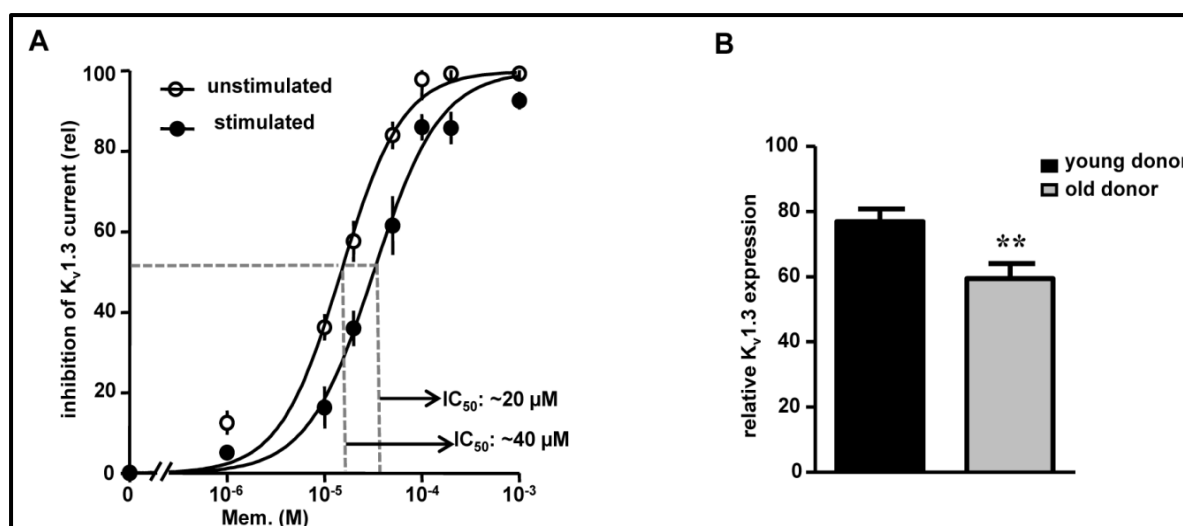 A
100
unstimulated
stimulated
80
60
40
20
0
inhibition of Kv1.3 current (rel)
IC50: ~20 µM
IC50: ~40 µM
0 10-6 10-5 10-4 10-3
Mem. (M)
B
100
80
60
40
20
0
relative Kv1.3 expression
young donor
old donor
**